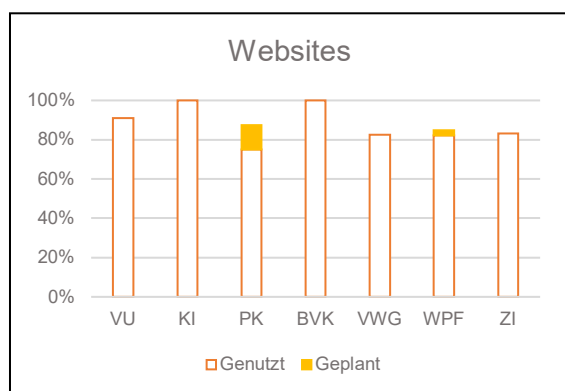 Websites
100%
80%
60%
40%
20%
0%
VU KI PK BVK VWG WPF ZI
Genutzt Geplant